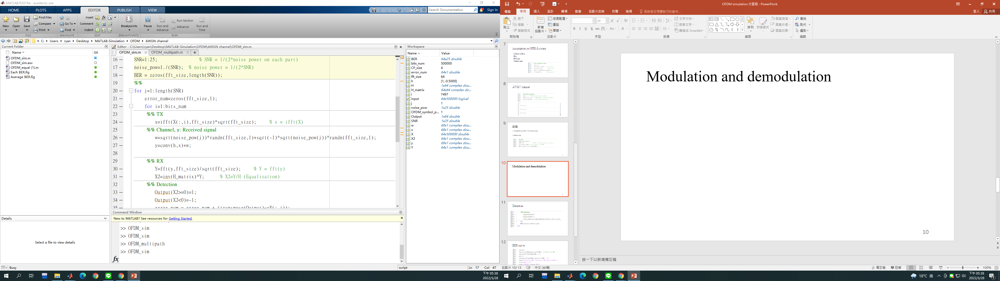 MATLAB R2019a - academic use
HOME PLOTS APPS EDITOR PUBLISH VIEW
Search Documentation
Sign In
New Open Save
Find Files
Compare
Print
Go To
Find
Insert
Comment
Indent
Breakpoints
Pause
Run and Advance
Run Section
Advance
Run and Time
FILE NAVIGATE EDIT BREAKPOINTS RUN
C: Users ryan Desktop MATLAB-Simulation OFDM AWGN channel
Current Folder
Name Git
OFDM_sim.m
OFDM_sim.asv
OFDM_equal (1).m
Each BER.fig
Average BER.fig
Details
Select a file to view details
Editor - C:\Users\ryan\Desktop\MATLAB-Simulation\OFDM\AWGN channel\OFDM_sim.m
OFDM_sim.m OFDM_multipath.m
16 SNR=1:25; % SNR = 1/(2*noise power on each part)
17 noise_pow=1./(SNR); % noise power = 1/(2*SNR)
18 BER = zeros(fft_size,length(SNR));
19 %%
20 for j=1:length(SNR)
21 error_num=zeros(fft_size,1);
22 for i=1:bits_num
23 %% TX
24 x=ifft(X(:,i),fft_size)*sqrt(fft_size); % x = ifft(X)
25 %% Channel, y: Received signal
26 w=sqrt(noise_pow(j))*randn(fft_size,1)+sqrt(-1)*sqrt(noise_pow(j))*randn(fft_size,1);
27 y=conv(h,x)+w;
28
29 %% RX
30 Y=fft(y,fft_size)/sqrt(fft_size); % Y = fft(y)
31 X2=inv(H_matrix)*Y; % X2=Y/H (Equalization)
32 %% Detection
33 Output(X2>=0)=1;
34 Output(X2<0)=-1;
35 error_num = error_num + (transpose(Output)~=X(:,i));
Command Window
New to MATLAB? See resources for Getting Started.
>> OFDM_sim
>> OFDM_sim
>> OFDM_multipath
>> OFDM_sim
fx
Workspace
Name Value
BER 64x25 double
bits_num 500000
CP_size 4
error_num 64x1 double
fft_size 64
h [1,-0.5000]
H 1x64 complex dou...
H_matrix 64x64 complex do...
i 7497
input 64x500000 logical
j 1
noise_pow 1x25 double
OFDM_symbol_p... 1
Output 1x64 double
SNR 1x25 double
w 69x1 complex dou...
x 68x1 complex dou...
X 64x500000 double
X2 64x1 complex dou...
y 69x1 complex dou...
Y 64x1 complex dou...
Busy
script
Ln 17 Col 47
下午 05:38
2022/3/28
OFDM simulation 方宣翔 - PowerPoint
檔案 常用 插入 設計 轉場 動畫 投影片放映 校閱 檢視 告訴我您想要執行的動作...
登入 共用
貼上
剪下
複製
複製格式
新增投影片
版面配置
重設
章節
24
文字方向
對齊文字
轉換成 SmartArt
排列 快速樣式
圖案填滿
圖案外框
圖案效果
尋找
取代
選取
剪貼簿 投影片 字型 段落 繪圖 編輯
7
Assumption on OFDM system
8
AWGN channel
9
SNR
10
Modulation and demodulation
11
Detection
12
BER curve
Modulation and demodulation
10
按一下以新增備忘稿
投影片 10/ 13 中文 (台灣)
備忘稿 註解
100%
18°C 雨
下午 05:38
2022/3/28